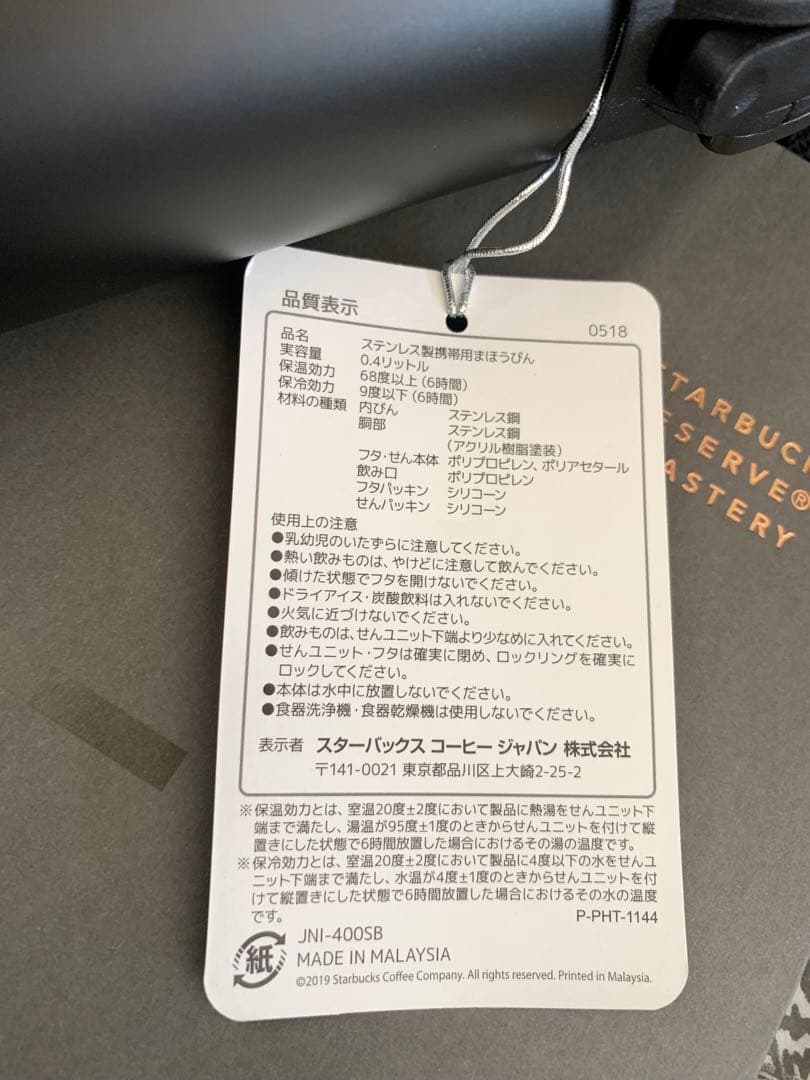 品質表示
0518
品名 ステンレス製携帯用まほうびん
実容量 0.4リットル
保温効力 68度以上(6時間)
保冷効力 9度以下(6時間)
材料の種類 内びん ステンレス鋼
胴部 ステンレス鋼
(アクリル樹脂塗装)
フタ・せん本体 ポリプロピレン、ポリアセタール
飲み口 ポリプロピレン
フタパッキン シリコーン
せんパッキン シリコーン
使用上の注意
●乳幼児のいたずらに注意してください。
●熱い飲みものは、やけどに注意して飲んでください。
●傾けた状態でフタを開けないでください。
●ドライアイス・炭酸飲料は入れないでください。
●火気に近づけないでください。
●飲みものは、せんユニット下端より少なめに入れてください。
●せんユニット・フタは確実に閉め、ロックリングを確実に
ロックしてください。
●本体は水中に放置しないでください。
●食器洗浄機・食器乾燥機は使用しないでください。
表示者 スターバックス コーヒー ジャパン 株式会社
〒141-0021 東京都品川区上大崎2-25-2
※保温効力とは、室温20度±2度において製品に熱湯をせんユニット下
端まで満たし、湯温が95度±1度のときからせんユニットを付けて縦
置きにした状態で6時間放置した場合におけるその湯の温度です。
※保冷効力とは、室温20度±2度において製品に4度以下の水をせんユ
ニット下端まで満たし、水温が4度±1度のときからせんユニットを付
けて縦置きにした状態で6時間放置した場合におけるその水の温度
です。
P-PHT-1144
紙
JNI-400SB
MADE IN MALAYSIA
©2019 Starbucks Coffee Company. All rights reserved. Printed in Malaysia.
STARBUC
ESERVE®
ASTERY